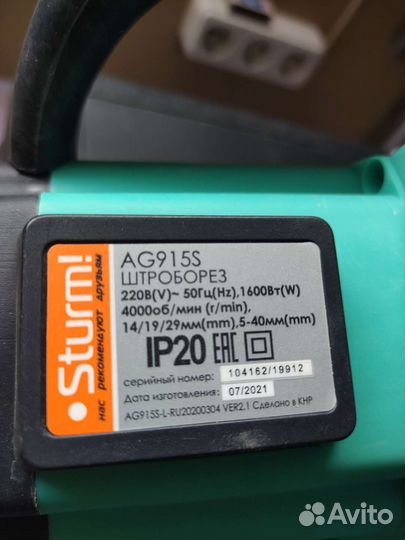 Sturm!
нас рекомендуют друзьям
AG915S
ШТРОБОРЕЗ
220В(V)~ 50Гц(Hz),1600Вт(W)
4000об/мин (r/min),
14/19/29мм(mm),5-40мм(mm)
IP20 EAC
серийный номер: 104162/19912
Дата изготовления: 07/2021
AG915S-L-RU20200304 VER2.1 Сделано в КНР
Avito